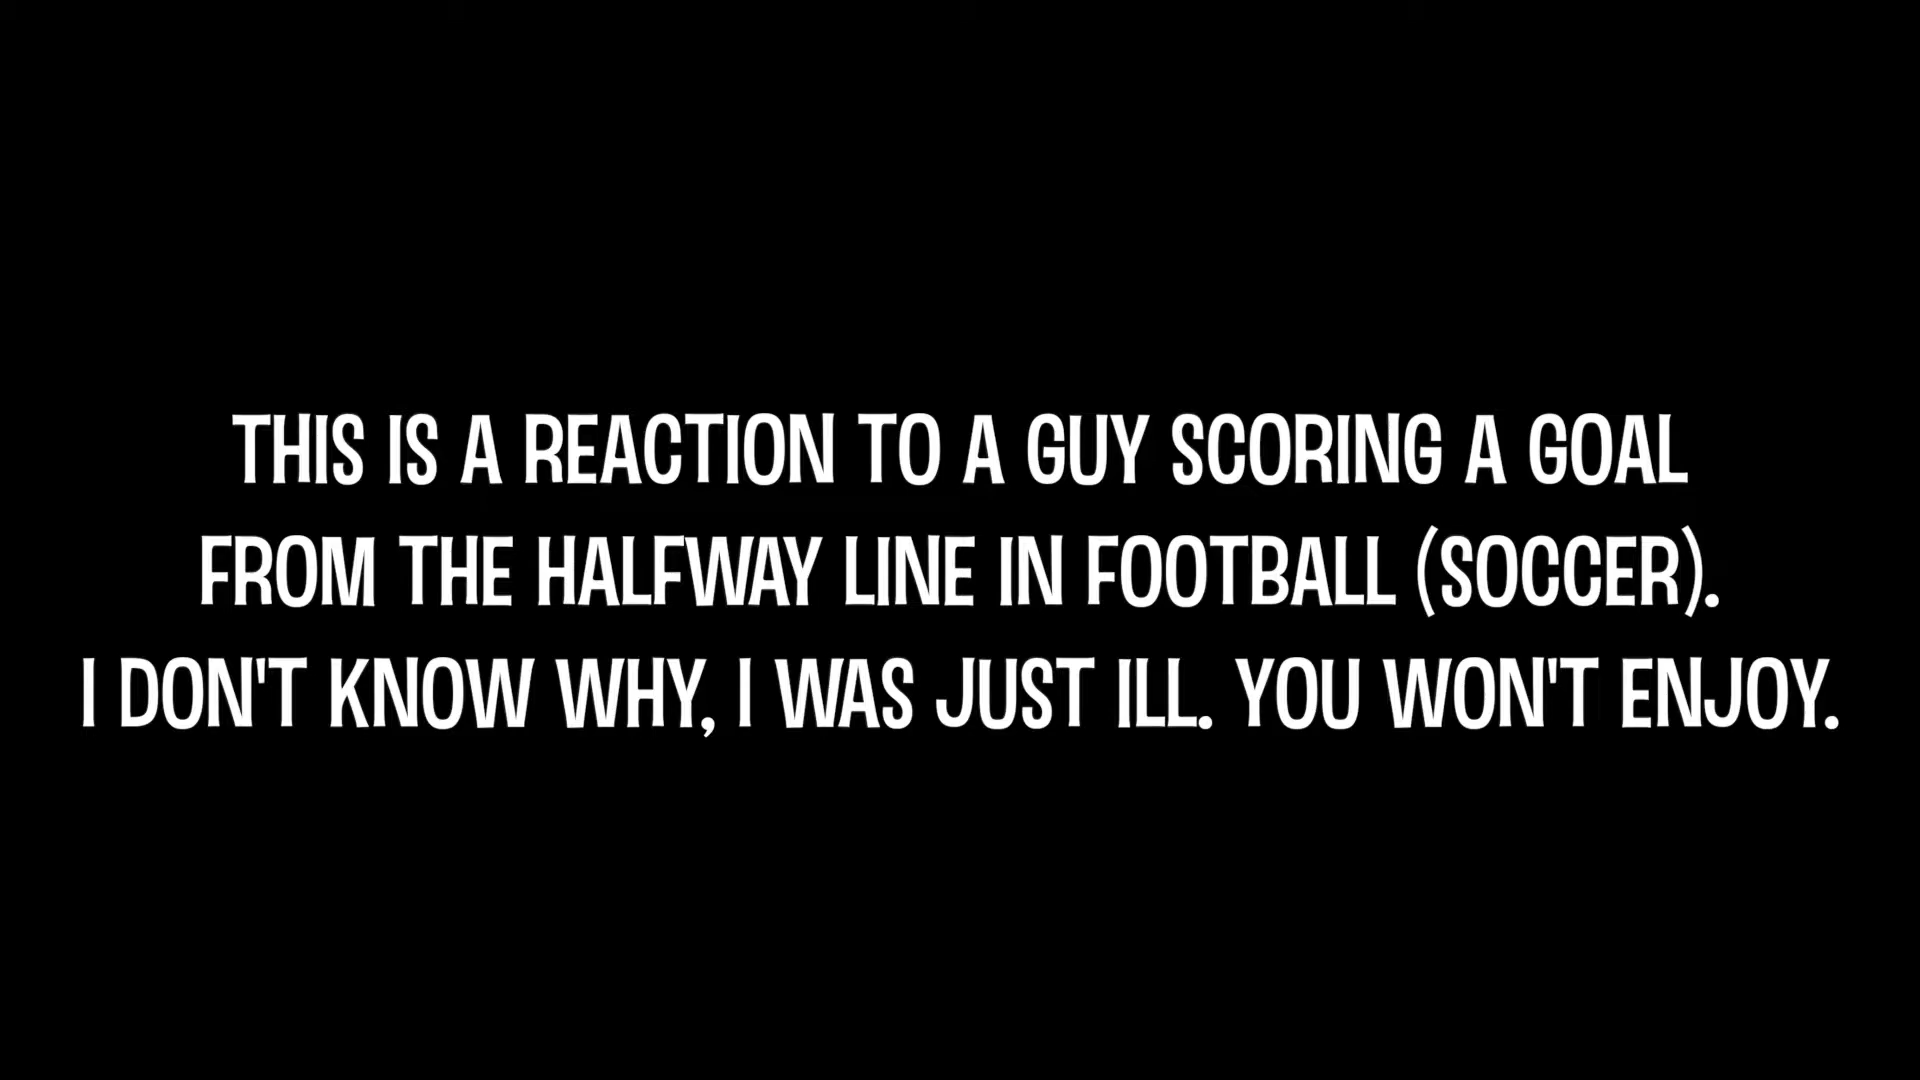 THIS IS A REACTION TO A GUY SCORING A GOAL
FROM THE HALFWAY LINE IN FOOTBALL (SOCCER).
I DON'T KNOW WHY, I WAS JUST ILL. YOU WON'T ENJOY.